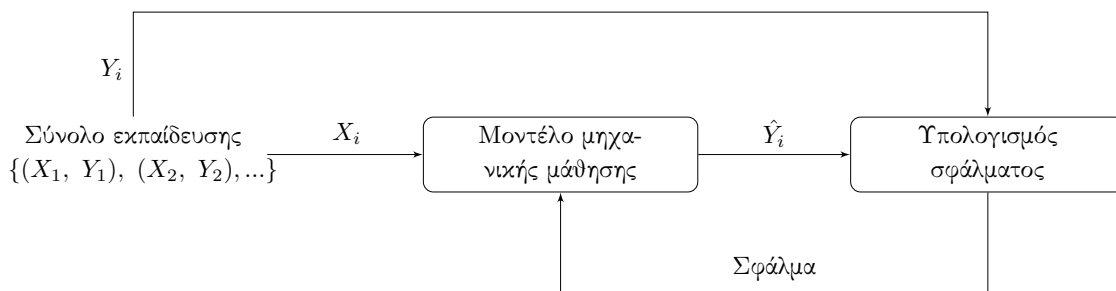 Y_i
Σύνολο εκπαίδευσης
{(X_1, Y_1), (X_2, Y_2),...}
X_i
Μοντέλο μηχα-
νικής μάθησης
Ŷ_i
Υπολογισμός
σφάλματος
Σφάλμα